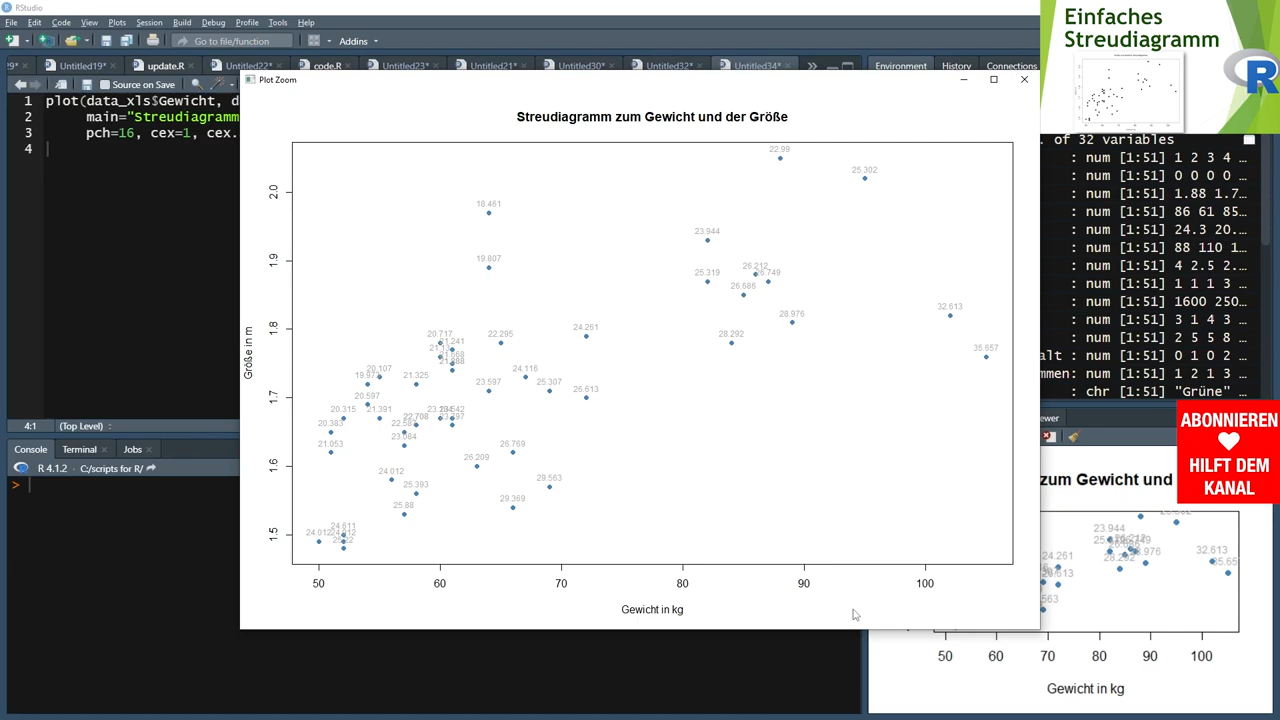 RStudio
File Edit Code View Plots Session Build Debug Profile Tools Help
Go to file/function
Addins
Untitled19* update.R Untitled22* code.R Untitled23* Untitled21* Untitled30* Untitled32* Untitled34*
Source on Save
1 plot(data_xls$Gewicht, d
2 main="Streudiagramm
3 pch=16, cex=1, cex.
4
4:1 (Top Level)
Console Terminal Jobs
R 4.1.2 · C:/scripts for R/
>
Plot Zoom
Streudiagramm zum Gewicht und der Größe
Größe in m
2.0
1.9
1.8
1.7
1.6
1.5
22.99
25.302
18.461
23.944
19.807
26.212
25.319
26.686
28.976
32.613
24.261
22.295
20.717
28.292
35.657
24.116
21.325
20.107
23.597
25.307
25.613
20.597
20.315
21.391
22.708
20.383
23.084
21.053
26.769
26.209
24.012
29.563
25.393
29.369
25.88
24.611
50 60 70 80 90 100
Gewicht in kg
Einfaches
Streudiagramm
R
Environment History Connections
of 32 variables
: num [1:51] 1 2 3 4 …
: num [1:51] 0 0 0 0 …
: num [1:51] 1.88 1.7…
: num [1:51] 86 61 85…
: num [1:51] 24.3 20.…
: num [1:51] 88 110 1…
: num [1:51] 4 2.5 2.…
: num [1:51] 1 1 1 3 …
: num [1:51] 1600 250…
: num [1:51] 3 1 4 3 …
: num [1:51] 2 5 5 8 …
alt : num [1:51] 0 1 0 2 …
mmen: num [1:51] 1 2 1 3 …
: chr [1:51] "Grüne" …
ewer
ABONNIEREN
HILFT DEM
KANAL
zum Gewicht und
23.944
24.261
32.613
50 60 70 80 90 100
Gewicht in kg